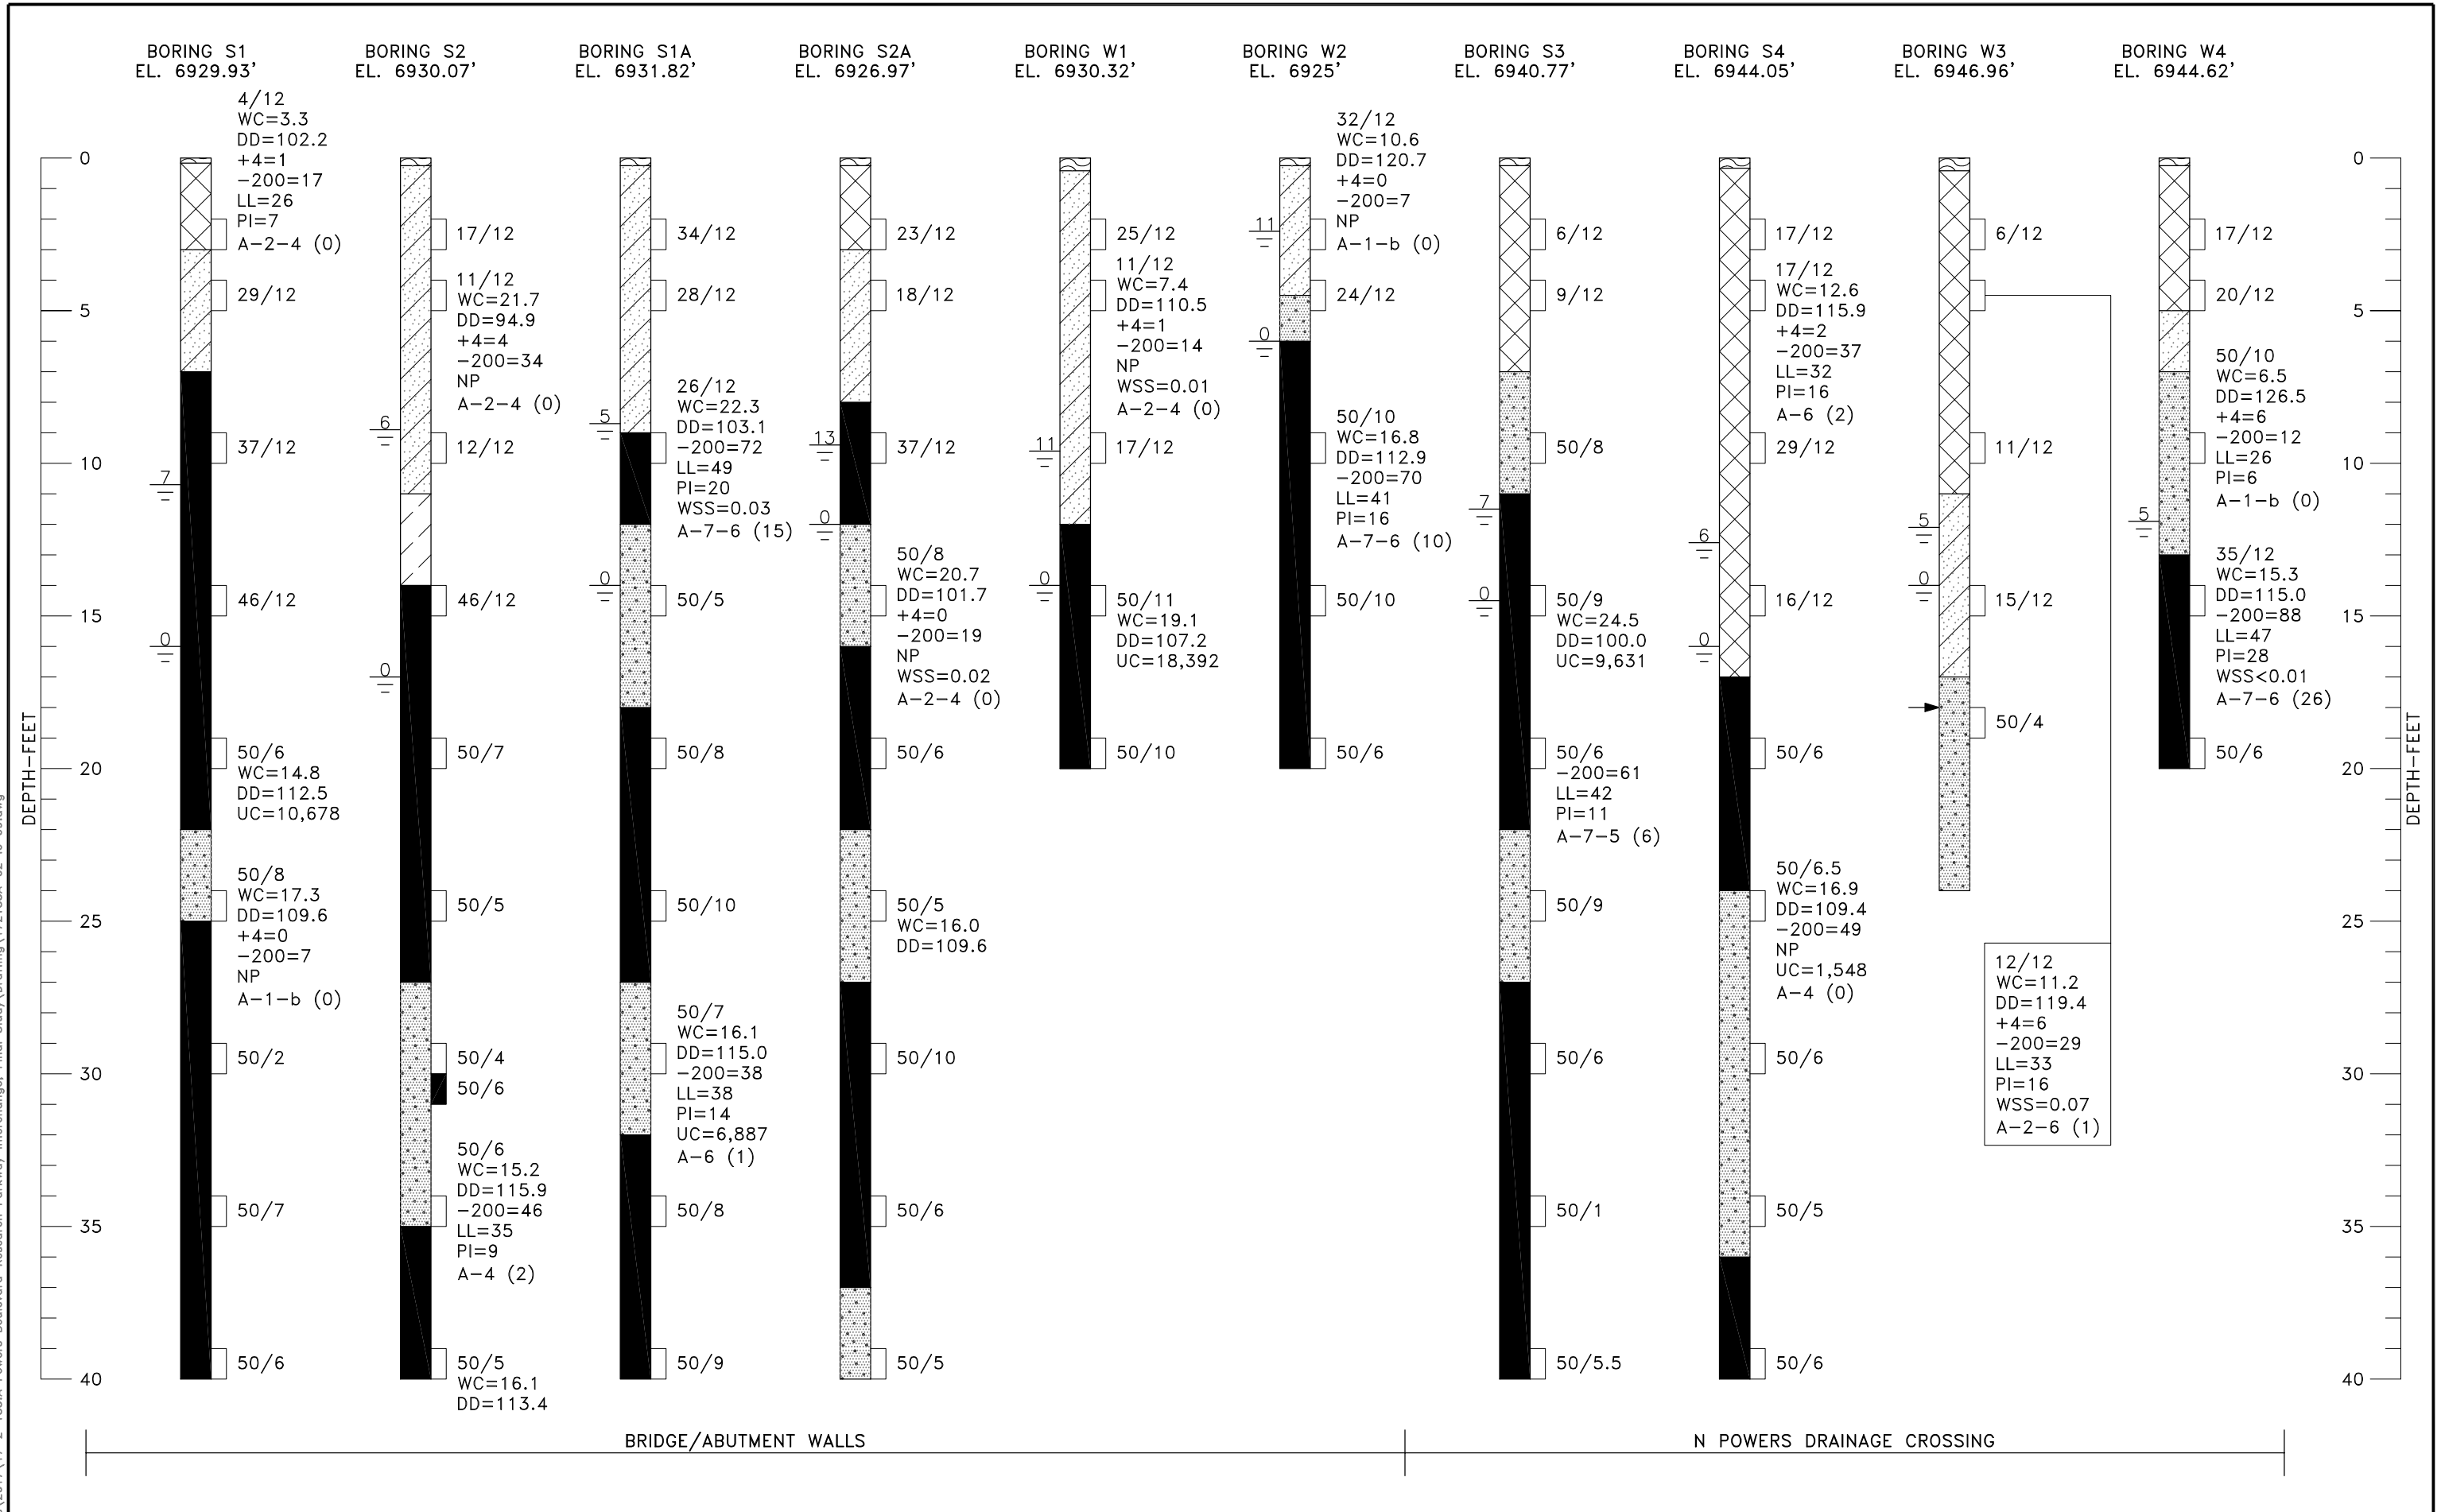 BORING S1
EL. 6929.93'
4/12
WC=3.3
DD=102.2
+4=1
-200=17
LL=26
PI=7
A-2-4 (0)
29/12
37/12
7
46/12
0
50/6
WC=14.8
DD=112.5
UC=10,678
50/8
WC=17.3
DD=109.6
+4=0
-200=7
NP
A-1-b (0)
50/2
50/7
50/6
BORING S2
EL. 6930.07'
17/12
11/12
WC=21.7
DD=94.9
+4=4
-200=34
NP
A-2-4 (0)
6
12/12
46/12
0
50/7
50/5
50/4
50/6
50/6
WC=15.2
DD=115.9
-200=46
LL=35
PI=9
A-4 (2)
50/5
WC=16.1
DD=113.4
BORING S1A
EL. 6931.82'
34/12
28/12
26/12
WC=22.3
DD=103.1
-200=72
LL=49
PI=20
WSS=0.03
A-7-6 (15)
5
0
50/5
50/8
50/10
50/7
WC=16.1
DD=115.0
-200=38
LL=38
PI=14
UC=6,887
A-6 (1)
50/8
50/9
BORING S2A
EL. 6926.97'
23/12
18/12
13
37/12
0
50/8
WC=20.7
DD=101.7
+4=0
-200=19
NP
WSS=0.02
A-2-4 (0)
50/6
50/5
WC=16.0
DD=109.6
50/10
50/6
50/5
BORING W1
EL. 6930.32'
25/12
11/12
WC=7.4
DD=110.5
+4=1
-200=14
NP
WSS=0.01
A-2-4 (0)
11
17/12
0
50/11
WC=19.1
DD=107.2
UC=18,392
50/10
BORING W2
EL. 6925'
32/12
WC=10.6
DD=120.7
+4=0
-200=7
NP
A-1-b (0)
11
24/12
0
50/10
WC=16.8
DD=112.9
-200=70
LL=41
PI=16
A-7-6 (10)
50/10
50/6
BORING S3
EL. 6940.77'
6/12
9/12
50/8
7
0
50/9
WC=24.5
DD=100.0
UC=9,631
50/6
-200=61
LL=42
PI=11
A-7-5 (6)
50/9
50/6
50/1
50/5.5
BORING S4
EL. 6944.05'
17/12
17/12
WC=12.6
DD=115.9
+4=2
-200=37
LL=32
PI=16
A-6 (2)
29/12
6
16/12
0
50/6
50/6.5
WC=16.9
DD=109.4
-200=49
NP
UC=1,548
A-4 (0)
50/6
50/5
50/6
BORING W3
EL. 6946.96'
6/12
11/12
5
0
15/12
50/4
12/12
WC=11.2
DD=119.4
+4=6
-200=29
LL=33
PI=16
WSS=0.07
A-2-6 (1)
BORING W4
EL. 6944.62'
17/12
20/12
50/10
WC=6.5
DD=126.5
+4=6
-200=12
LL=26
PI=6
A-1-b (0)
5
35/12
WC=15.3
DD=115.0
-200=88
LL=47
PI=28
WSS<0.01
A-7-6 (26)
50/6
0
5
10
15
20
25
30
35
40
DEPTH-FEET
0
5
10
15
20
25
30
35
40
DEPTH-FEET
BRIDGE/ABUTMENT WALLS
N POWERS DRAINAGE CROSSING